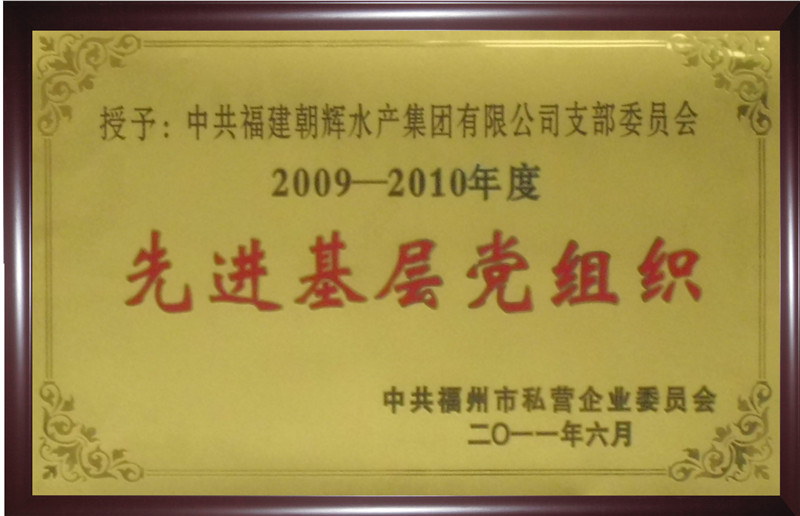 授予：中共福建朝辉水产集团有限公司支部委员会
2009—2010年度
先进基层党组织
中共福州市私营企业委员会
二〇一一年六月